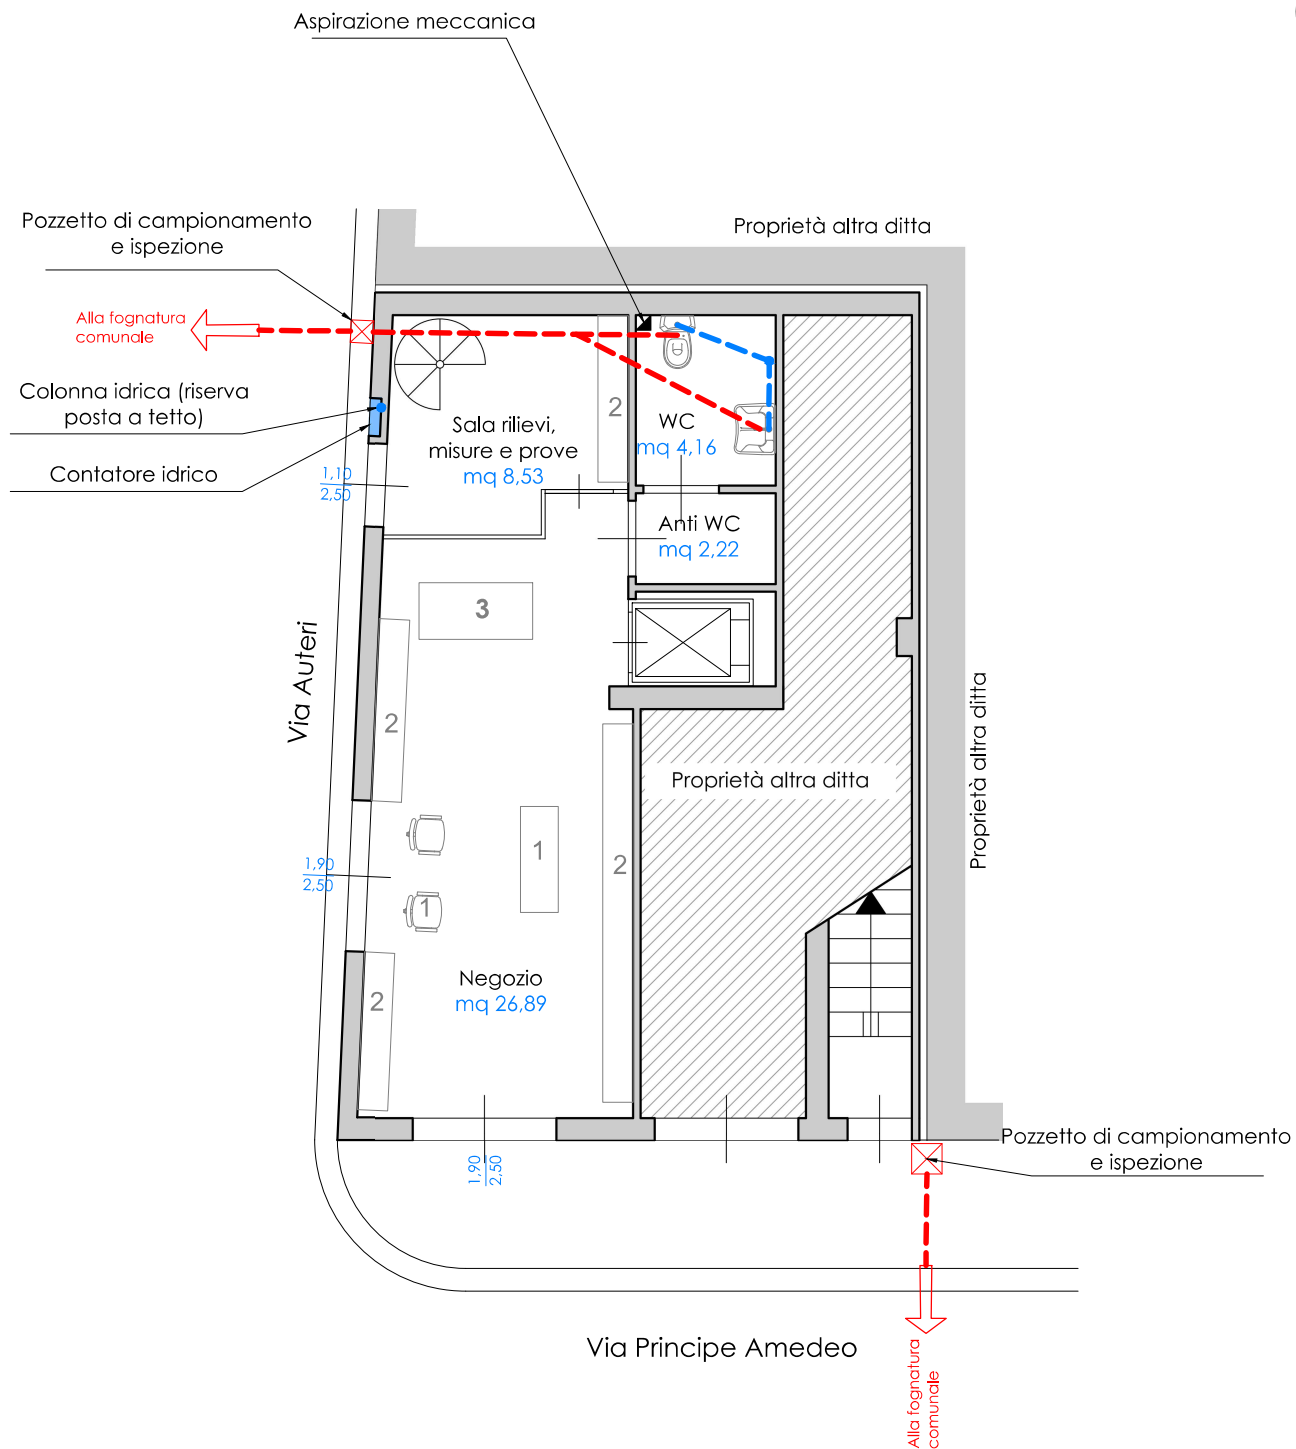 Aspirazione meccanica
Pozzetto di campionamento
e ispezione
Proprietà altra ditta
Alla fognatura
comunale
Colonna idrica (riserva
posta a tetto)
Contatore idrico
Sala rilievi,
misure e prove
mq 8,53
2
WC
mq 4,16
1,10
2,50
Anti WC
mq 2,22
3
Via Auteri
2
Proprietà altra ditta
Proprietà altra ditta
1
2
1,90
2,50
1
Negozio
mq 26,89
2
1,90
2,50
Pozzetto di campionamento
e ispezione
Via Principe Amedeo
Alla fognatura
comunale